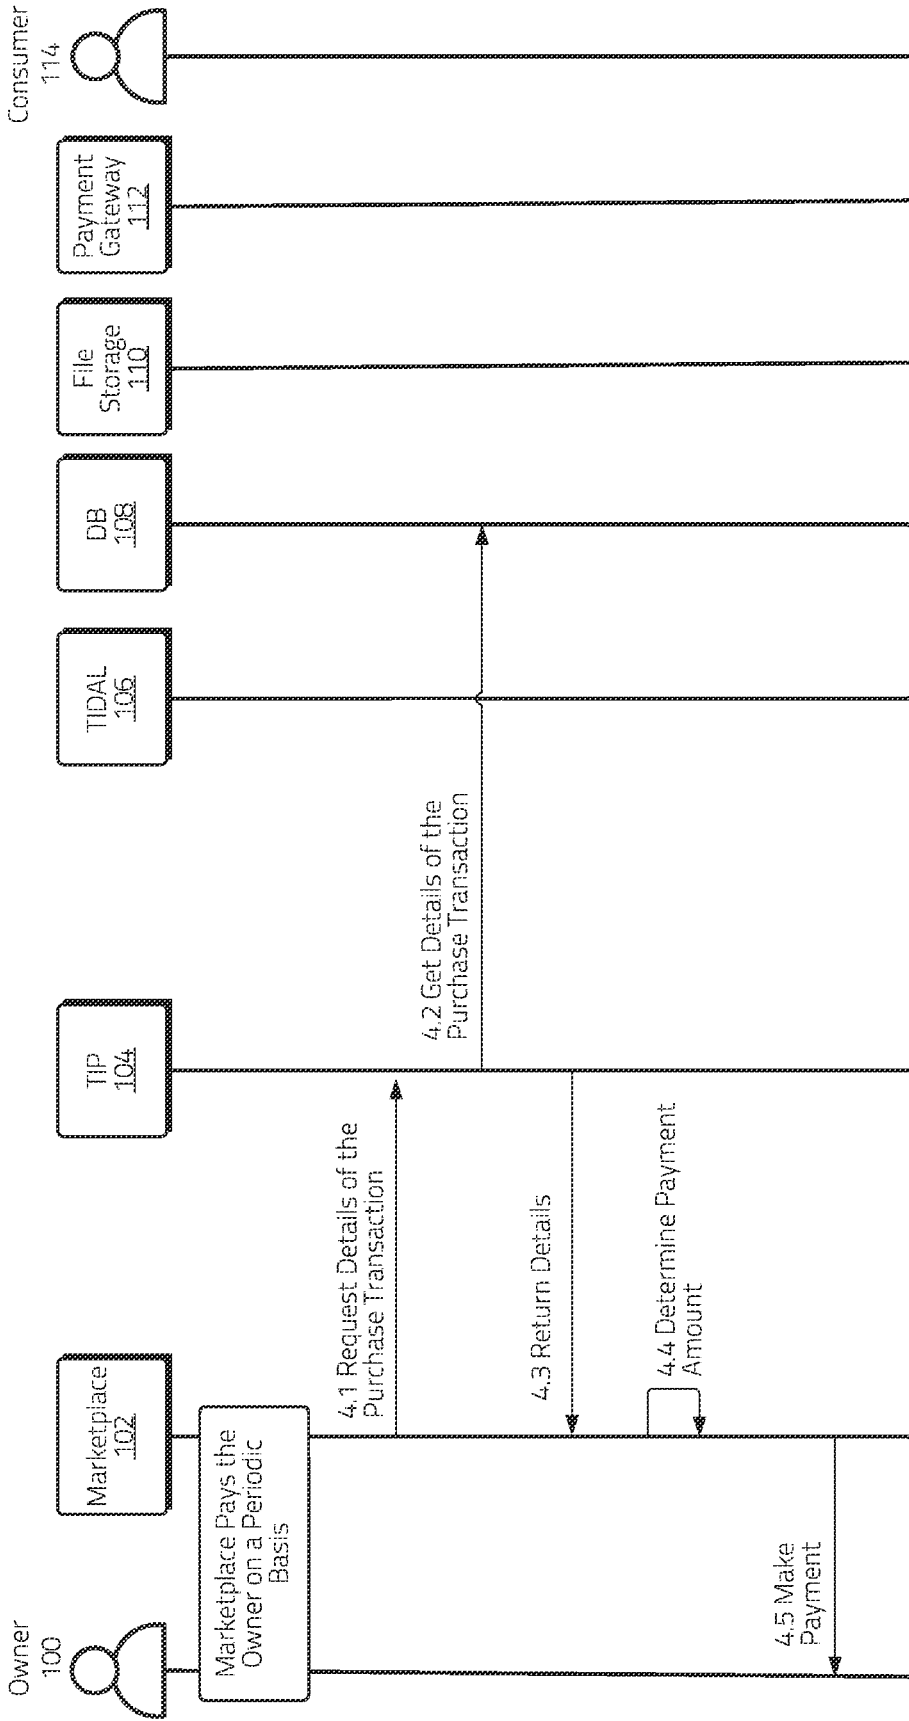 Owner
100
Marketplace
102
TIP
104
TIDAL
106
DB
108
File
Storage
110
Payment
Gateway
112
Consumer
114
Marketplace Pays the
Owner on a Periodic
Basis
4.1 Request Details of the
Purchase Transaction
4.2 Get Details of the
Purchase Transaction
4.3 Return Details
4.4 Determine Payment
Amount
4.5 Make
Payment